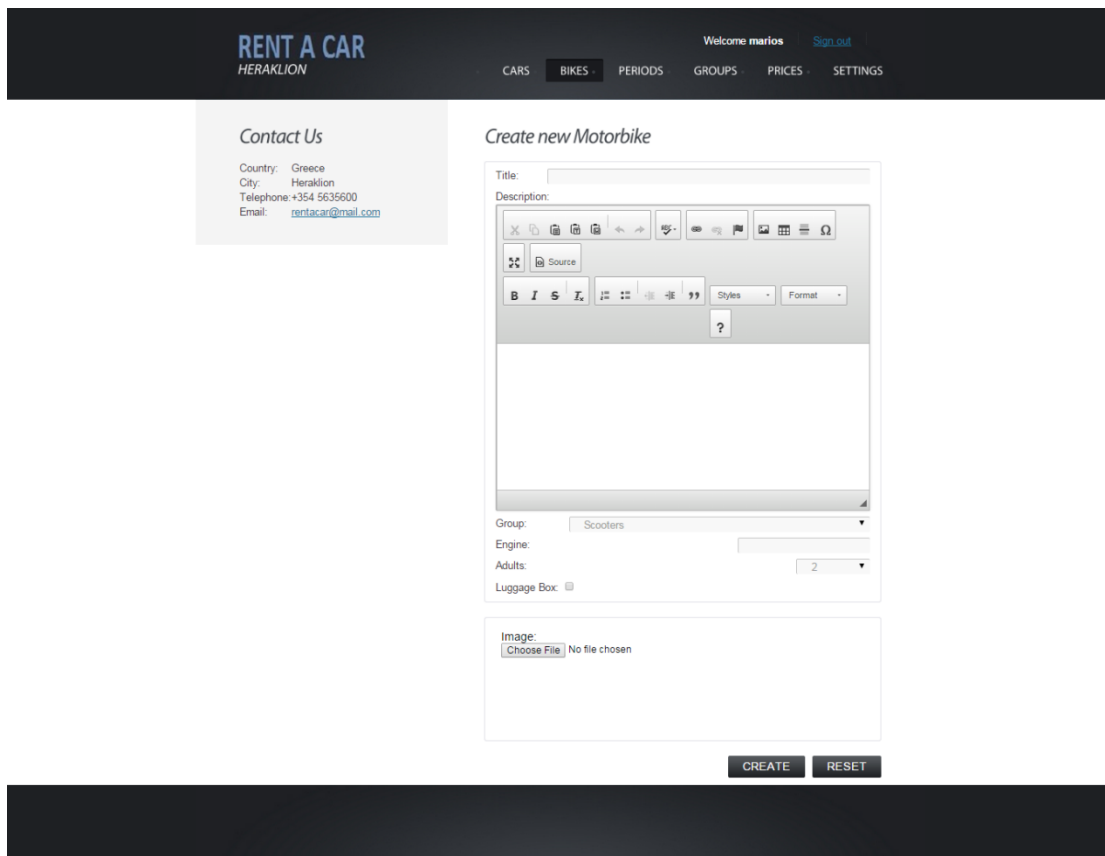 RENT A CAR
HERAKLION
Welcome marios Sign out
CARS BIKES PERIODS GROUPS PRICES SETTINGS
Contact Us
Country: Greece
City: Heraklion
Telephone:+354 5635600
Email: rentacar@mail.com
Create new Motorbike
Title:
Description:
Source
B I S Ix Styles Format
?
Group: Scooters
Engine:
Adults: 2
Luggage Box:
Image:
Choose File No file chosen
CREATE RESET